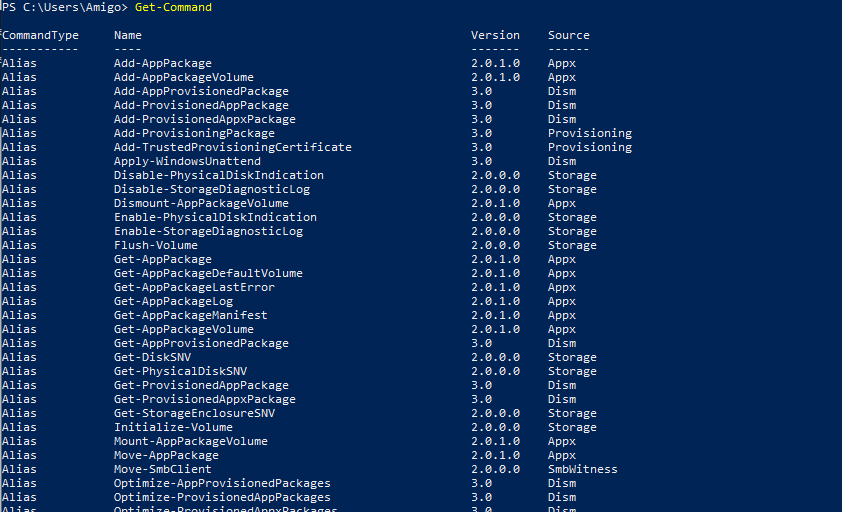 PS C:\Users\Amigo> Get-Command
CommandType Name Version Source
----------- ---- ------- ------
Alias Add-AppPackage 2.0.1.0 Appx
Alias Add-AppPackageVolume 2.0.1.0 Appx
Alias Add-AppProvisionedPackage 3.0 Dism
Alias Add-ProvisionedAppPackage 3.0 Dism
Alias Add-ProvisionedAppxPackage 3.0 Dism
Alias Add-ProvisioningPackage 3.0 Provisioning
Alias Add-TrustedProvisioningCertificate 3.0 Provisioning
Alias Apply-WindowsUnattend 3.0 Dism
Alias Disable-PhysicalDiskIndication 2.0.0.0 Storage
Alias Disable-StorageDiagnosticLog 2.0.0.0 Storage
Alias Dismount-AppPackageVolume 2.0.1.0 Appx
Alias Enable-PhysicalDiskIndication 2.0.0.0 Storage
Alias Enable-StorageDiagnosticLog 2.0.0.0 Storage
Alias Flush-Volume 2.0.0.0 Storage
Alias Get-AppPackage 2.0.1.0 Appx
Alias Get-AppPackageDefaultVolume 2.0.1.0 Appx
Alias Get-AppPackageLastError 2.0.1.0 Appx
Alias Get-AppPackageLog 2.0.1.0 Appx
Alias Get-AppPackageManifest 2.0.1.0 Appx
Alias Get-AppPackageVolume 2.0.1.0 Appx
Alias Get-AppProvisionedPackage 3.0 Dism
Alias Get-DiskSNV 2.0.0.0 Storage
Alias Get-PhysicalDiskSNV 2.0.0.0 Storage
Alias Get-ProvisionedAppPackage 3.0 Dism
Alias Get-ProvisionedAppxPackage 3.0 Dism
Alias Get-StorageEnclosureSNV 2.0.0.0 Storage
Alias Initialize-Volume 2.0.0.0 Storage
Alias Mount-AppPackageVolume 2.0.1.0 Appx
Alias Move-AppPackage 2.0.1.0 Appx
Alias Move-SmbClient 2.0.0.0 SmbWitness
Alias Optimize-AppProvisionedPackages 3.0 Dism
Alias Optimize-ProvisionedAppPackages 3.0 Dism
Alias Optimize-ProvisionedAppxPackages 3.0 Dism